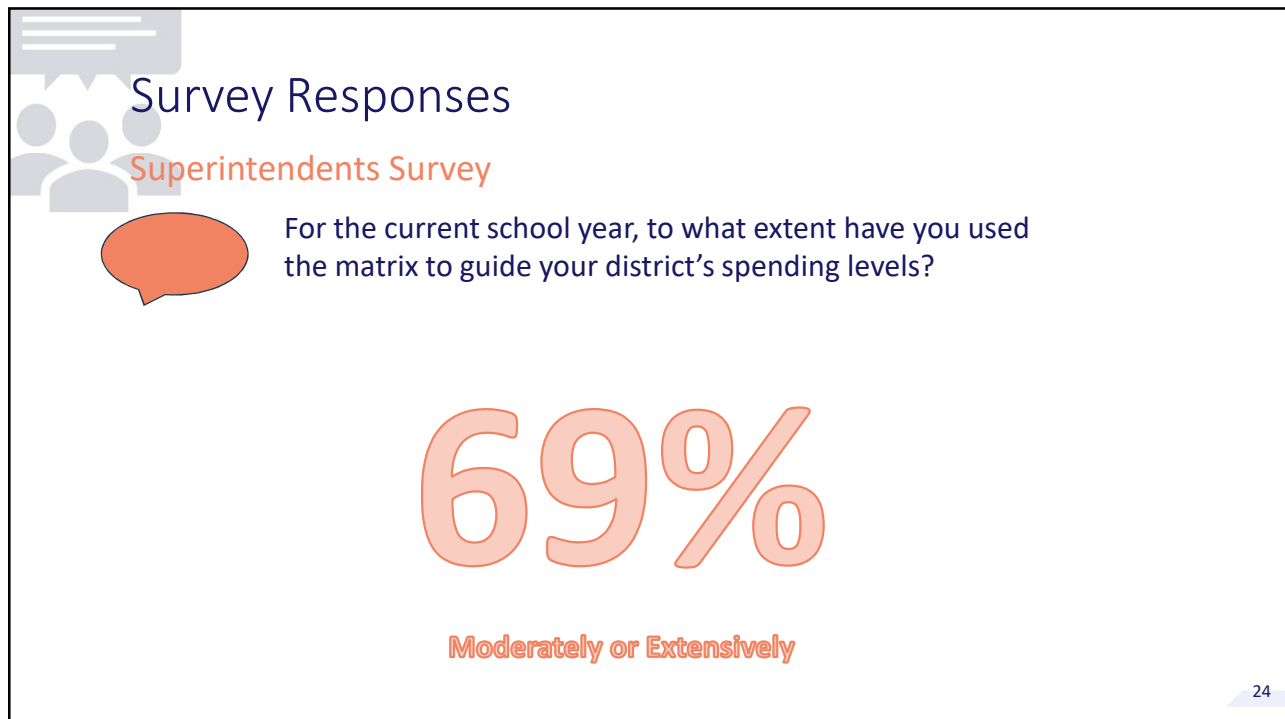 Survey Responses
Superintendents Survey
For the current school year, to what extent have you used
the matrix to guide your district’s spending levels?
69%
Moderately or Extensively
24